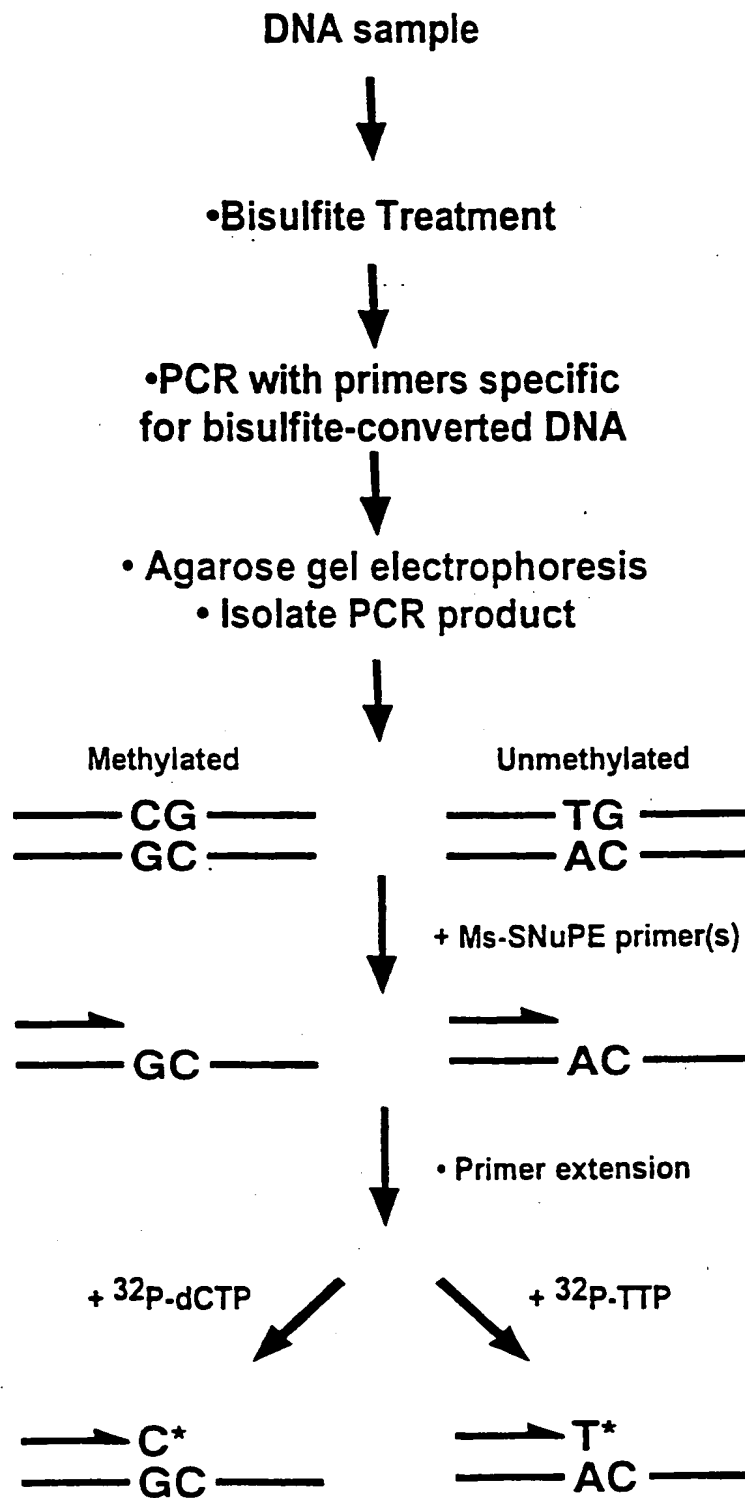 DNA sample
•Bisulfite Treatment
•PCR with primers specific
for bisulfite-converted DNA
• Agarose gel electrophoresis
• Isolate PCR product
Methylated
Unmethylated
CG
TG
GC
AC
+ Ms-SNuPE primer(s)
GC
AC
• Primer extension
+ ³²P-dCTP
+ ³²P-TTP
C*
T*
GC
AC